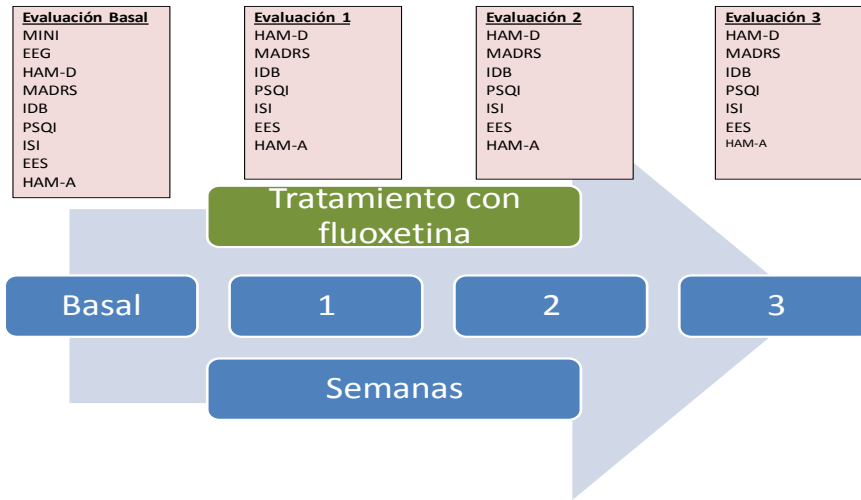 Evaluación Basal
MINI
EEG
HAM-D
MADRS
IDB
PSQI
ISI
EES
HAM-A
Evaluación 1
HAM-D
MADRS
IDB
PSQI
ISI
EES
HAM-A
Evaluación 2
HAM-D
MADRS
IDB
PSQI
ISI
EES
HAM-A
Evaluación 3
HAM-D
MADRS
IDB
PSQI
ISI
EES
HAM-A
Tratamiento con
fluoxetina
Basal
1
2
3
Semanas